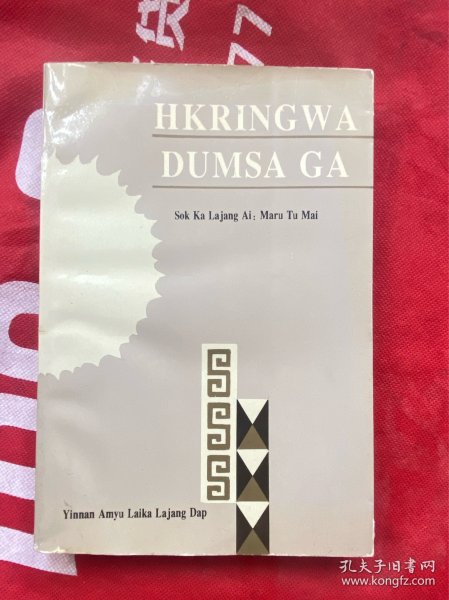 77
HKRINGWA
DUMSA GA
Sok Ka Lajang Ai: Maru Tu Mai
Yinnan Amyu Laika Lajang Dap
孔夫子旧书网
www.kongfz.com